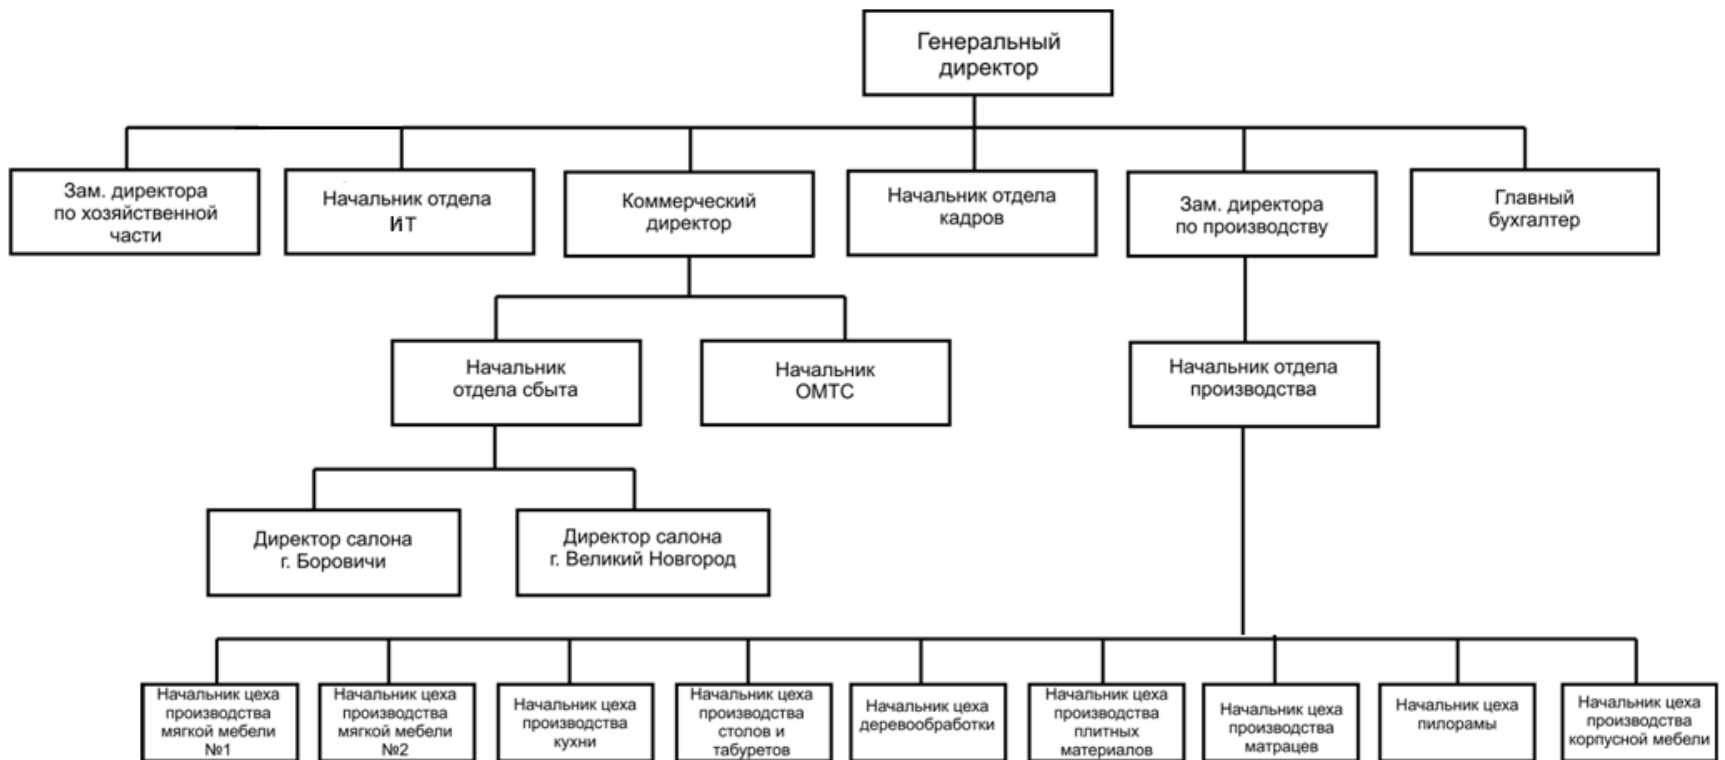 Генеральный
директор
Зам. директора
по хозяйственной
части
Начальник отдела
ИТ
Коммерческий
директор
Начальник отдела
кадров
Зам. директора
по производству
Главный
бухгалтер
Начальник
отдела сбыта
Начальник
ОМТС
Начальник отдела
производства
Директор салона
г. Боровичи
Директор салона
г. Великий Новгород
Начальник цеха
производства
мягкой мебели
№1
Начальник цеха
производства
мягкой мебели
№2
Начальник цеха
производства
кухни
Начальник цеха
производства
столов и
табуретов
Начальник цеха
деревообработки
Начальник цеха
производства
плитных
материалов
Начальник цеха
производства
матрацев
Начальник цеха
пилорамы
Начальник цеха
производства
корпусной мебели